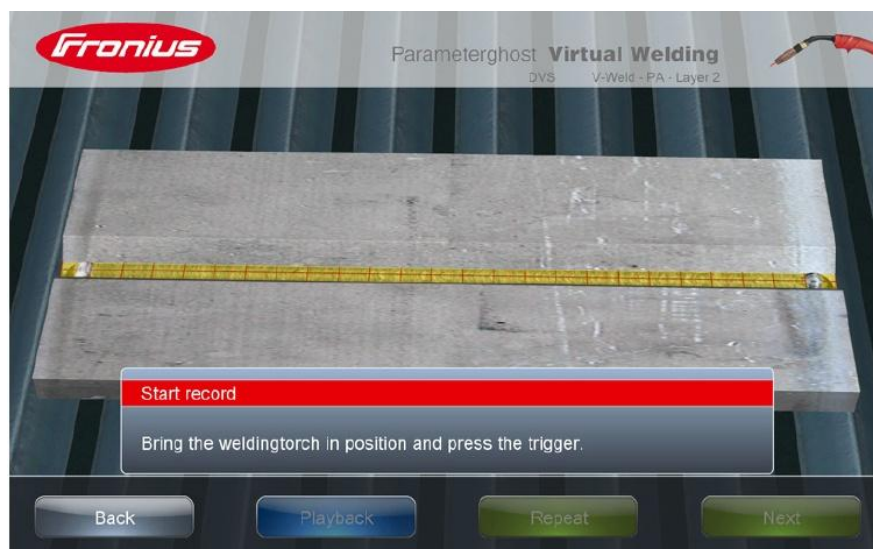 Fronius
Parameterghost Virtual Welding
DVS V-Weld - PA - Layer 2
Start record
Bring the weldingtorch in position and press the trigger.
Back
Playback
Repeat
Next